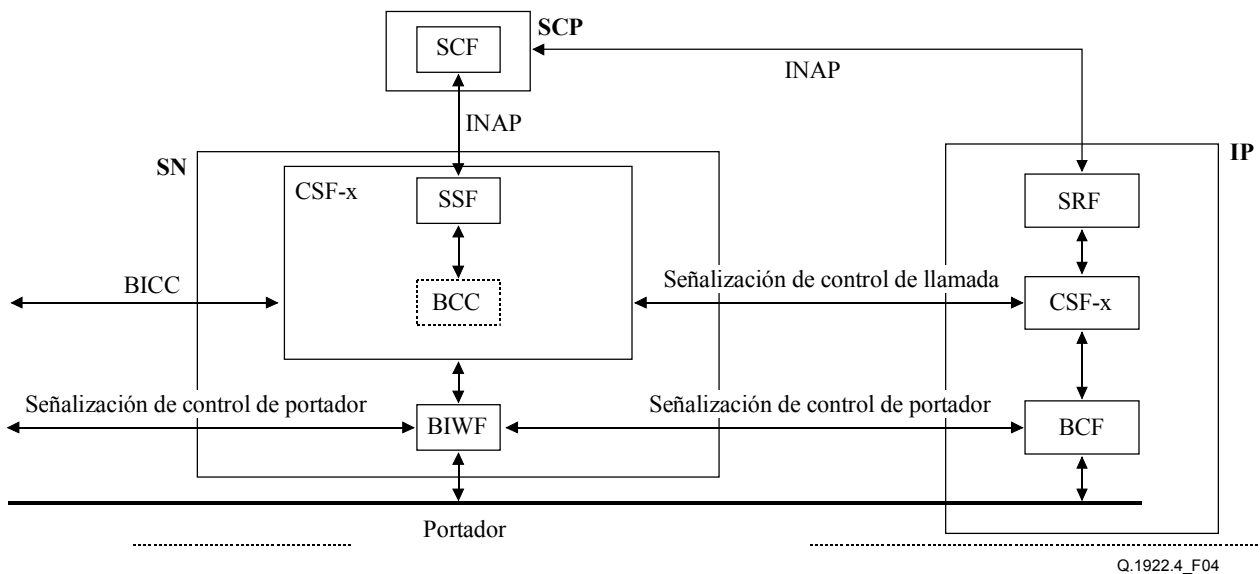 SCP
SCF
INAP
INAP
SN
IP
CSF-x
SSF
SRF
BICC
BCC
Señalización de control de llamada
CSF-x
Señalización de control de portador
BIWF
Señalización de control de portador
BCF
Portador
Q.1922.4_F04